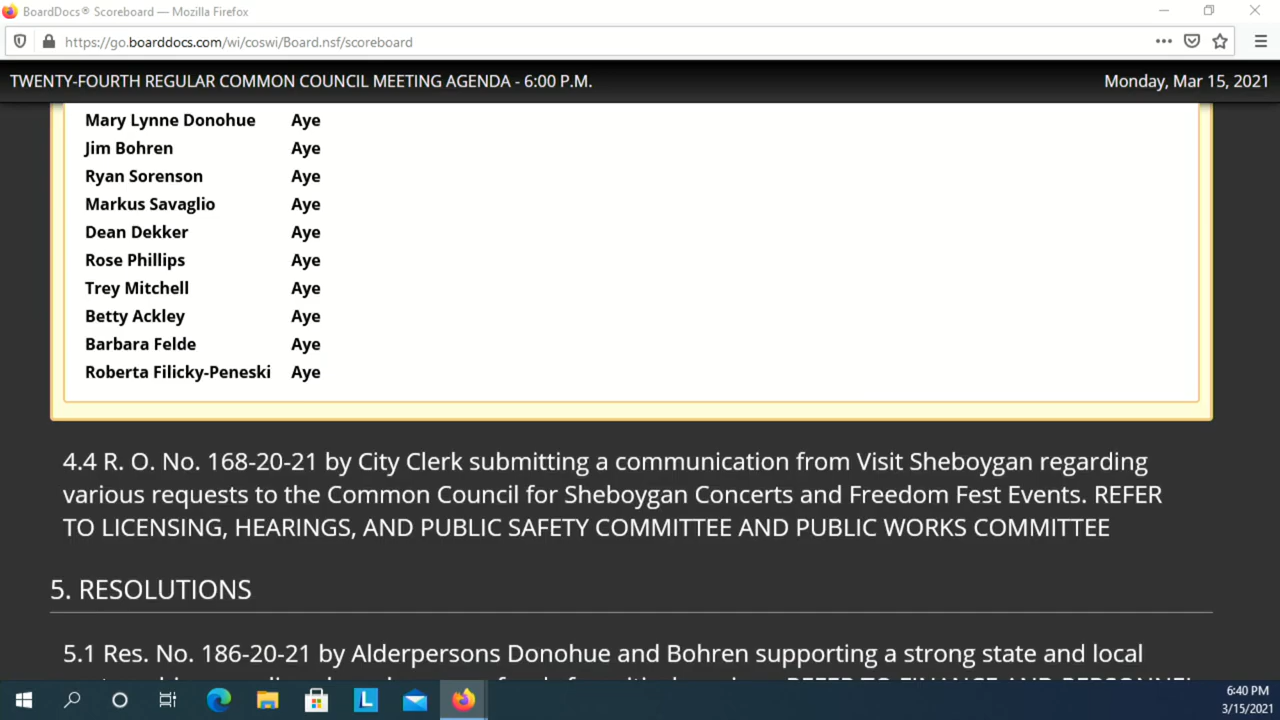 BoardDocs® Scoreboard — Mozilla Firefox
https://go.boarddocs.com/wi/coswi/Board.nsf/scoreboard
TWENTY-FOURTH REGULAR COMMON COUNCIL MEETING AGENDA - 6:00 P.M. Monday, Mar 15, 2021
Mary Lynne Donohue Aye
Jim Bohren Aye
Ryan Sorenson Aye
Markus Savaglio Aye
Dean Dekker Aye
Rose Phillips Aye
Trey Mitchell Aye
Betty Ackley Aye
Barbara Felde Aye
Roberta Filicky-Peneski Aye
4.4 R. O. No. 168-20-21 by City Clerk submitting a communication from Visit Sheboygan regarding
various requests to the Common Council for Sheboygan Concerts and Freedom Fest Events. REFER
TO LICENSING, HEARINGS, AND PUBLIC SAFETY COMMITTEE AND PUBLIC WORKS COMMITTEE
5. RESOLUTIONS
5.1 Res. No. 186-20-21 by Alderpersons Donohue and Bohren supporting a strong state and local
REFER TO FINANCE AND PERSONNEL
L
6:40 PM
3/15/2021